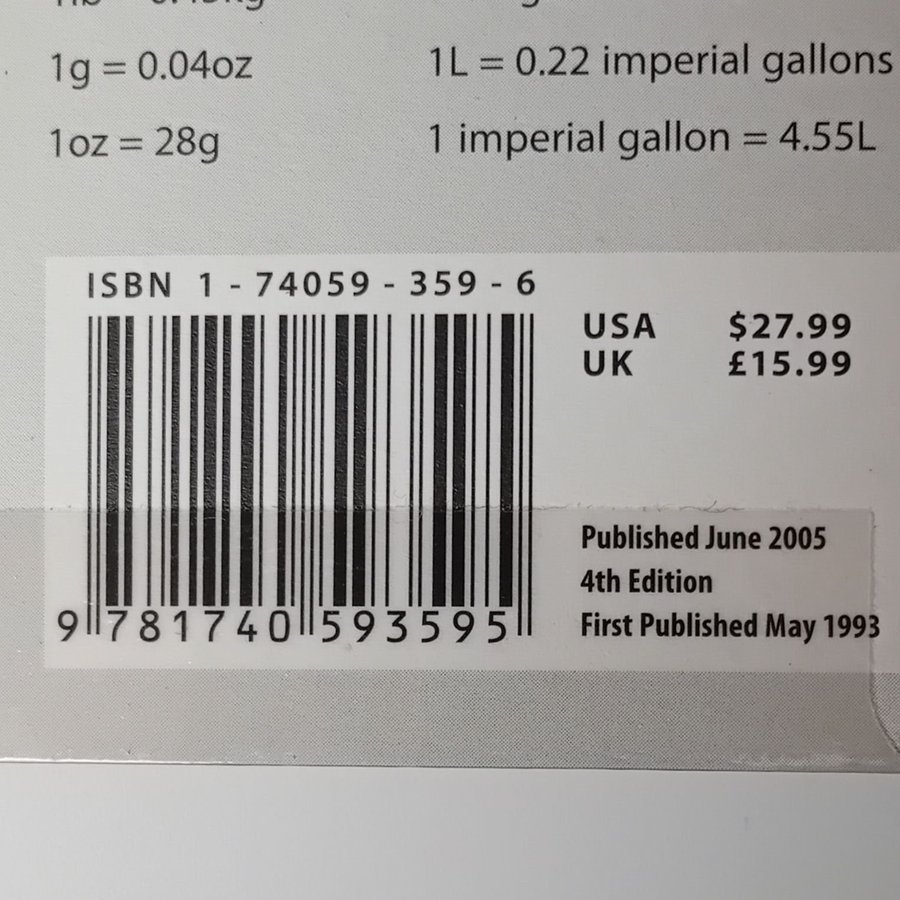 1g = 0.04oz
1L = 0.22 imperial gallons
1oz = 28g
1 imperial gallon = 4.55L
ISBN 1 - 74059 - 359 - 6
USA $27.99
UK £15.99
9 781740 593595
Published June 2005
4th Edition
First Published May 1993